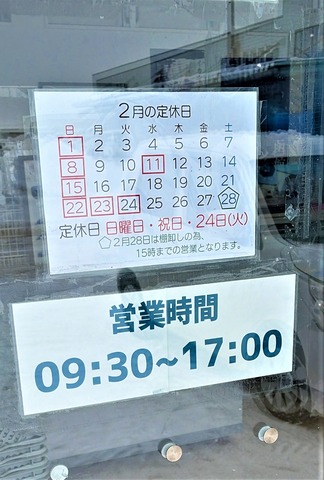 2月の定休日
日 月 火 水 木 金 土
1 2 3 4 5 6 7
8 9 10 11 12 13 14
15 16 17 18 19 20 21
22 23 24 25 26 27 28
定休日 日曜日・祝日・24日(火)
2月28日は棚卸しの為、
15時までの営業となります。
営業時間
09:30~17:00